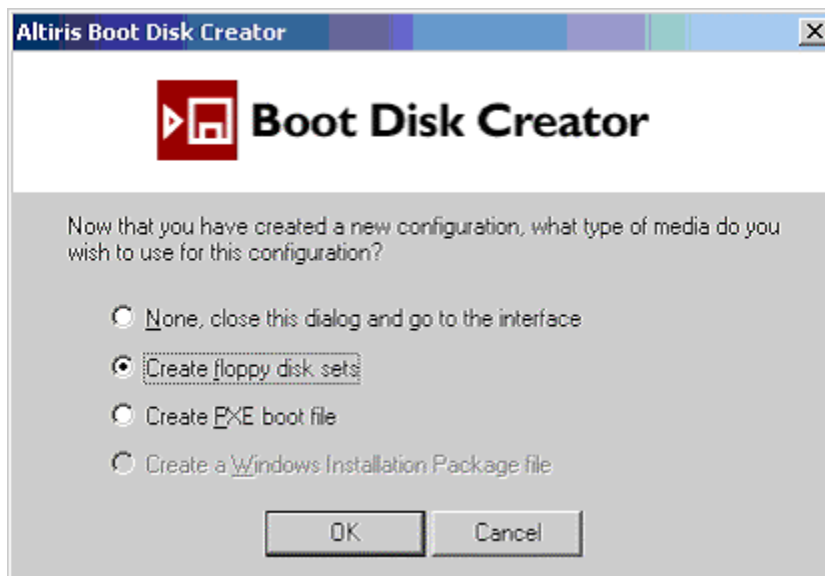 Altiris Boot Disk Creator
Boot Disk Creator
Now that you have created a new configuration, what type of media do you
wish to use for this configuration?
None, close this dialog and go to the interface
Create floppy disk sets
Create PXE boot file
Create a Windows Installation Package file
OK Cancel